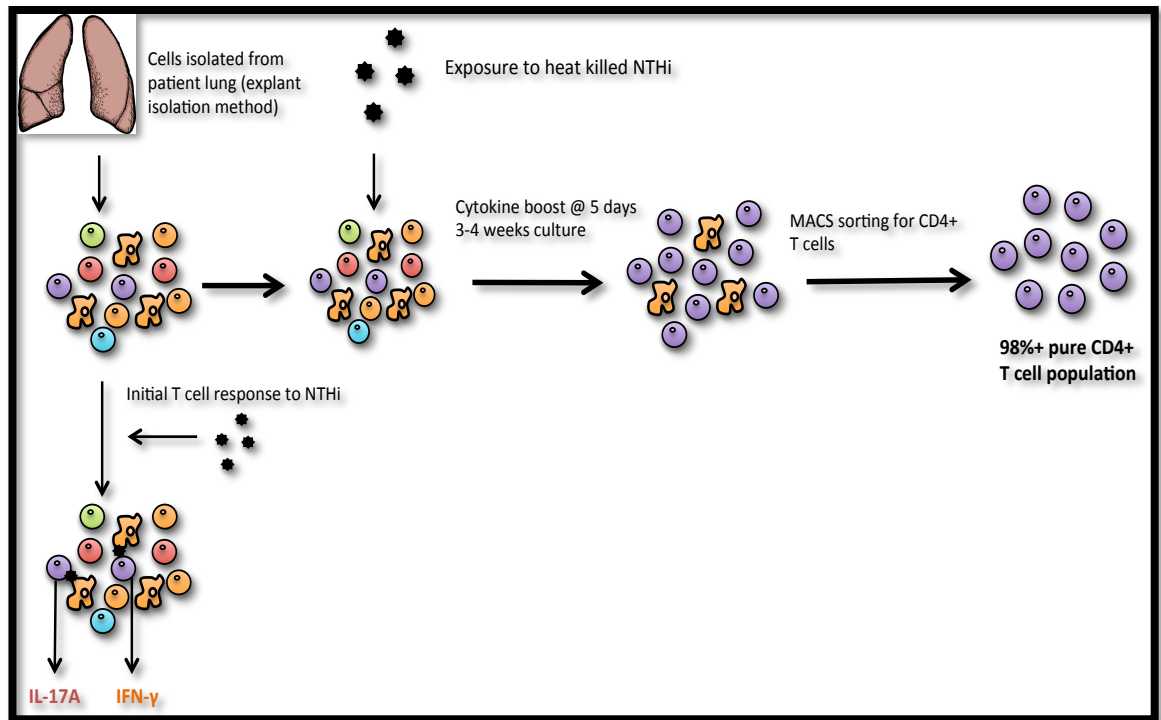 Cells isolated from
patient lung (explant
isolation method)
Exposure to heat killed NTHi
Cytokine boost @ 5 days
3-4 weeks culture
MACS sorting for CD4+
T cells
98%+ pure CD4+
T cell population
Initial T cell response to NTHi
IL-17A
IFN-γ